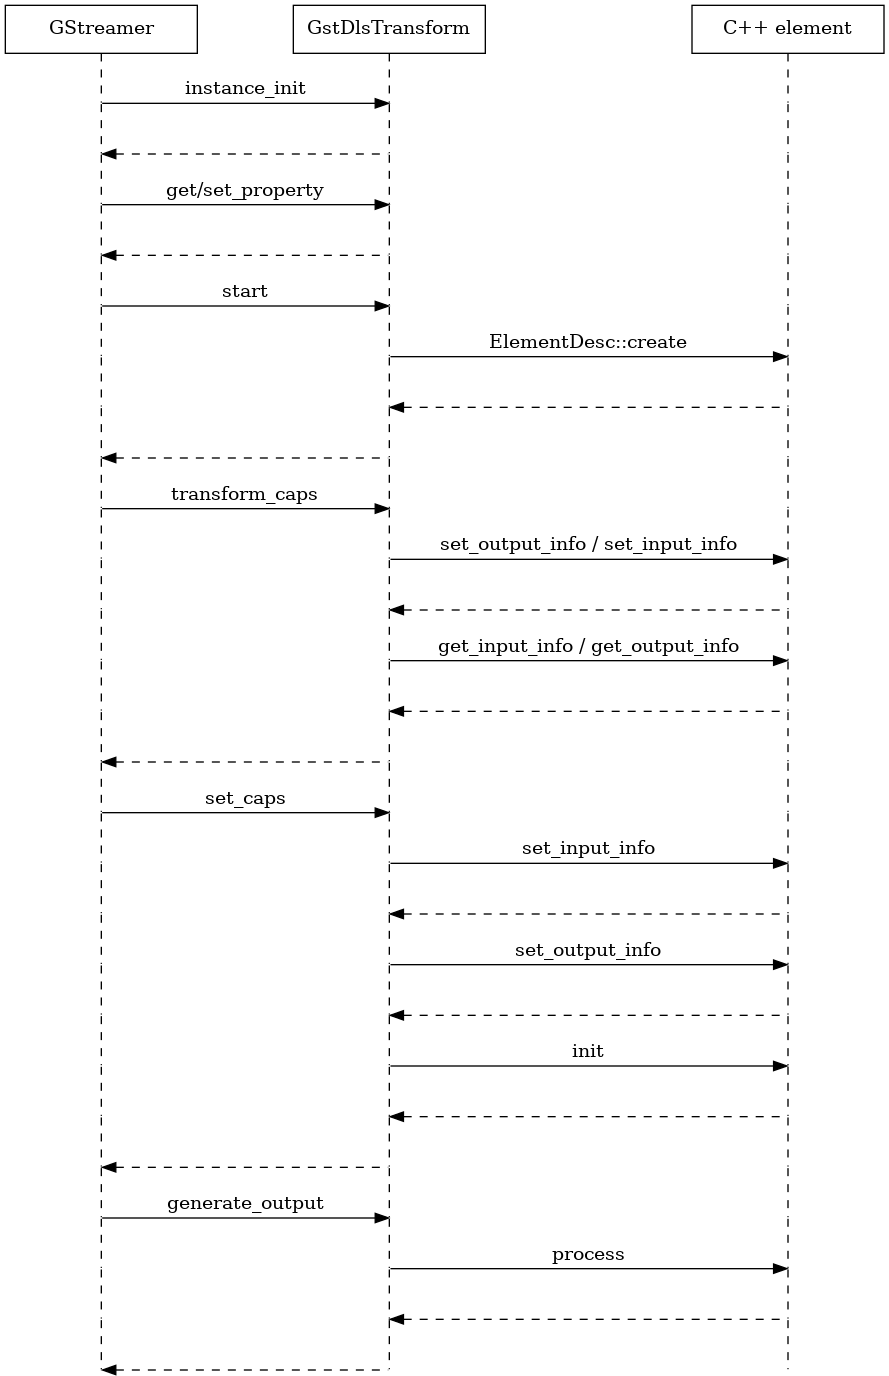 GStreamer
GstDlsTransform
C++ element
instance_init
get/set_property
start
ElementDesc::create
transform_caps
set_output_info / set_input_info
get_input_info / get_output_info
set_caps
set_input_info
set_output_info
init
generate_output
process